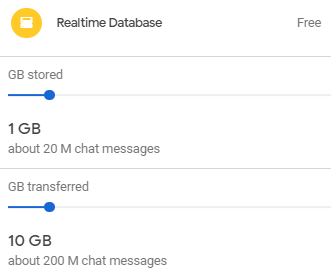 Realtime Database Free
GB stored
1 GB
about 20 M chat messages
GB transferred
10 GB
about 200 M chat messages